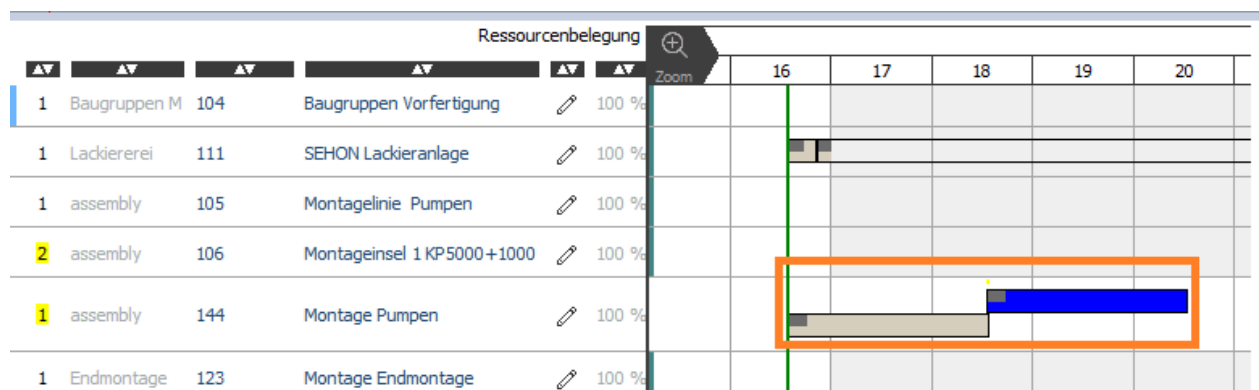 Ressourcenbelegung
Zoom 16 17 18 19 20
1 Baugruppen M 104 Baugruppen Vorfertigung 100 %
1 Lackiererei 111 SEHON Lackieranlage 100 %
1 assembly 105 Montagelinie Pumpen 100 %
2 assembly 106 Montageinsel 1 KP5000+1000 100 %
1 assembly 144 Montage Pumpen 100 %
1 Endmontage 123 Montage Endmontage 100 %